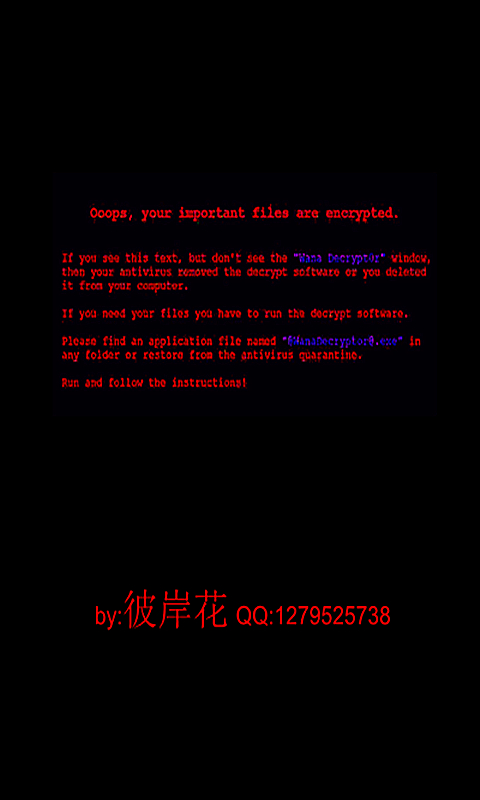 Ooops, your important files are encrypted.
If you see this text, but don't see the "Wana Decrypt0r" window,
then your antivirus removed the decrypt software or you deleted
it from your computer.
If you need your files you have to run the decrypt software.
Please find an application file named "@WanaDecryptor@.exe" in
any folder or restore from the antivirus quarantine.
Run and follow the instructions!
by:彼岸花 QQ:1279525738